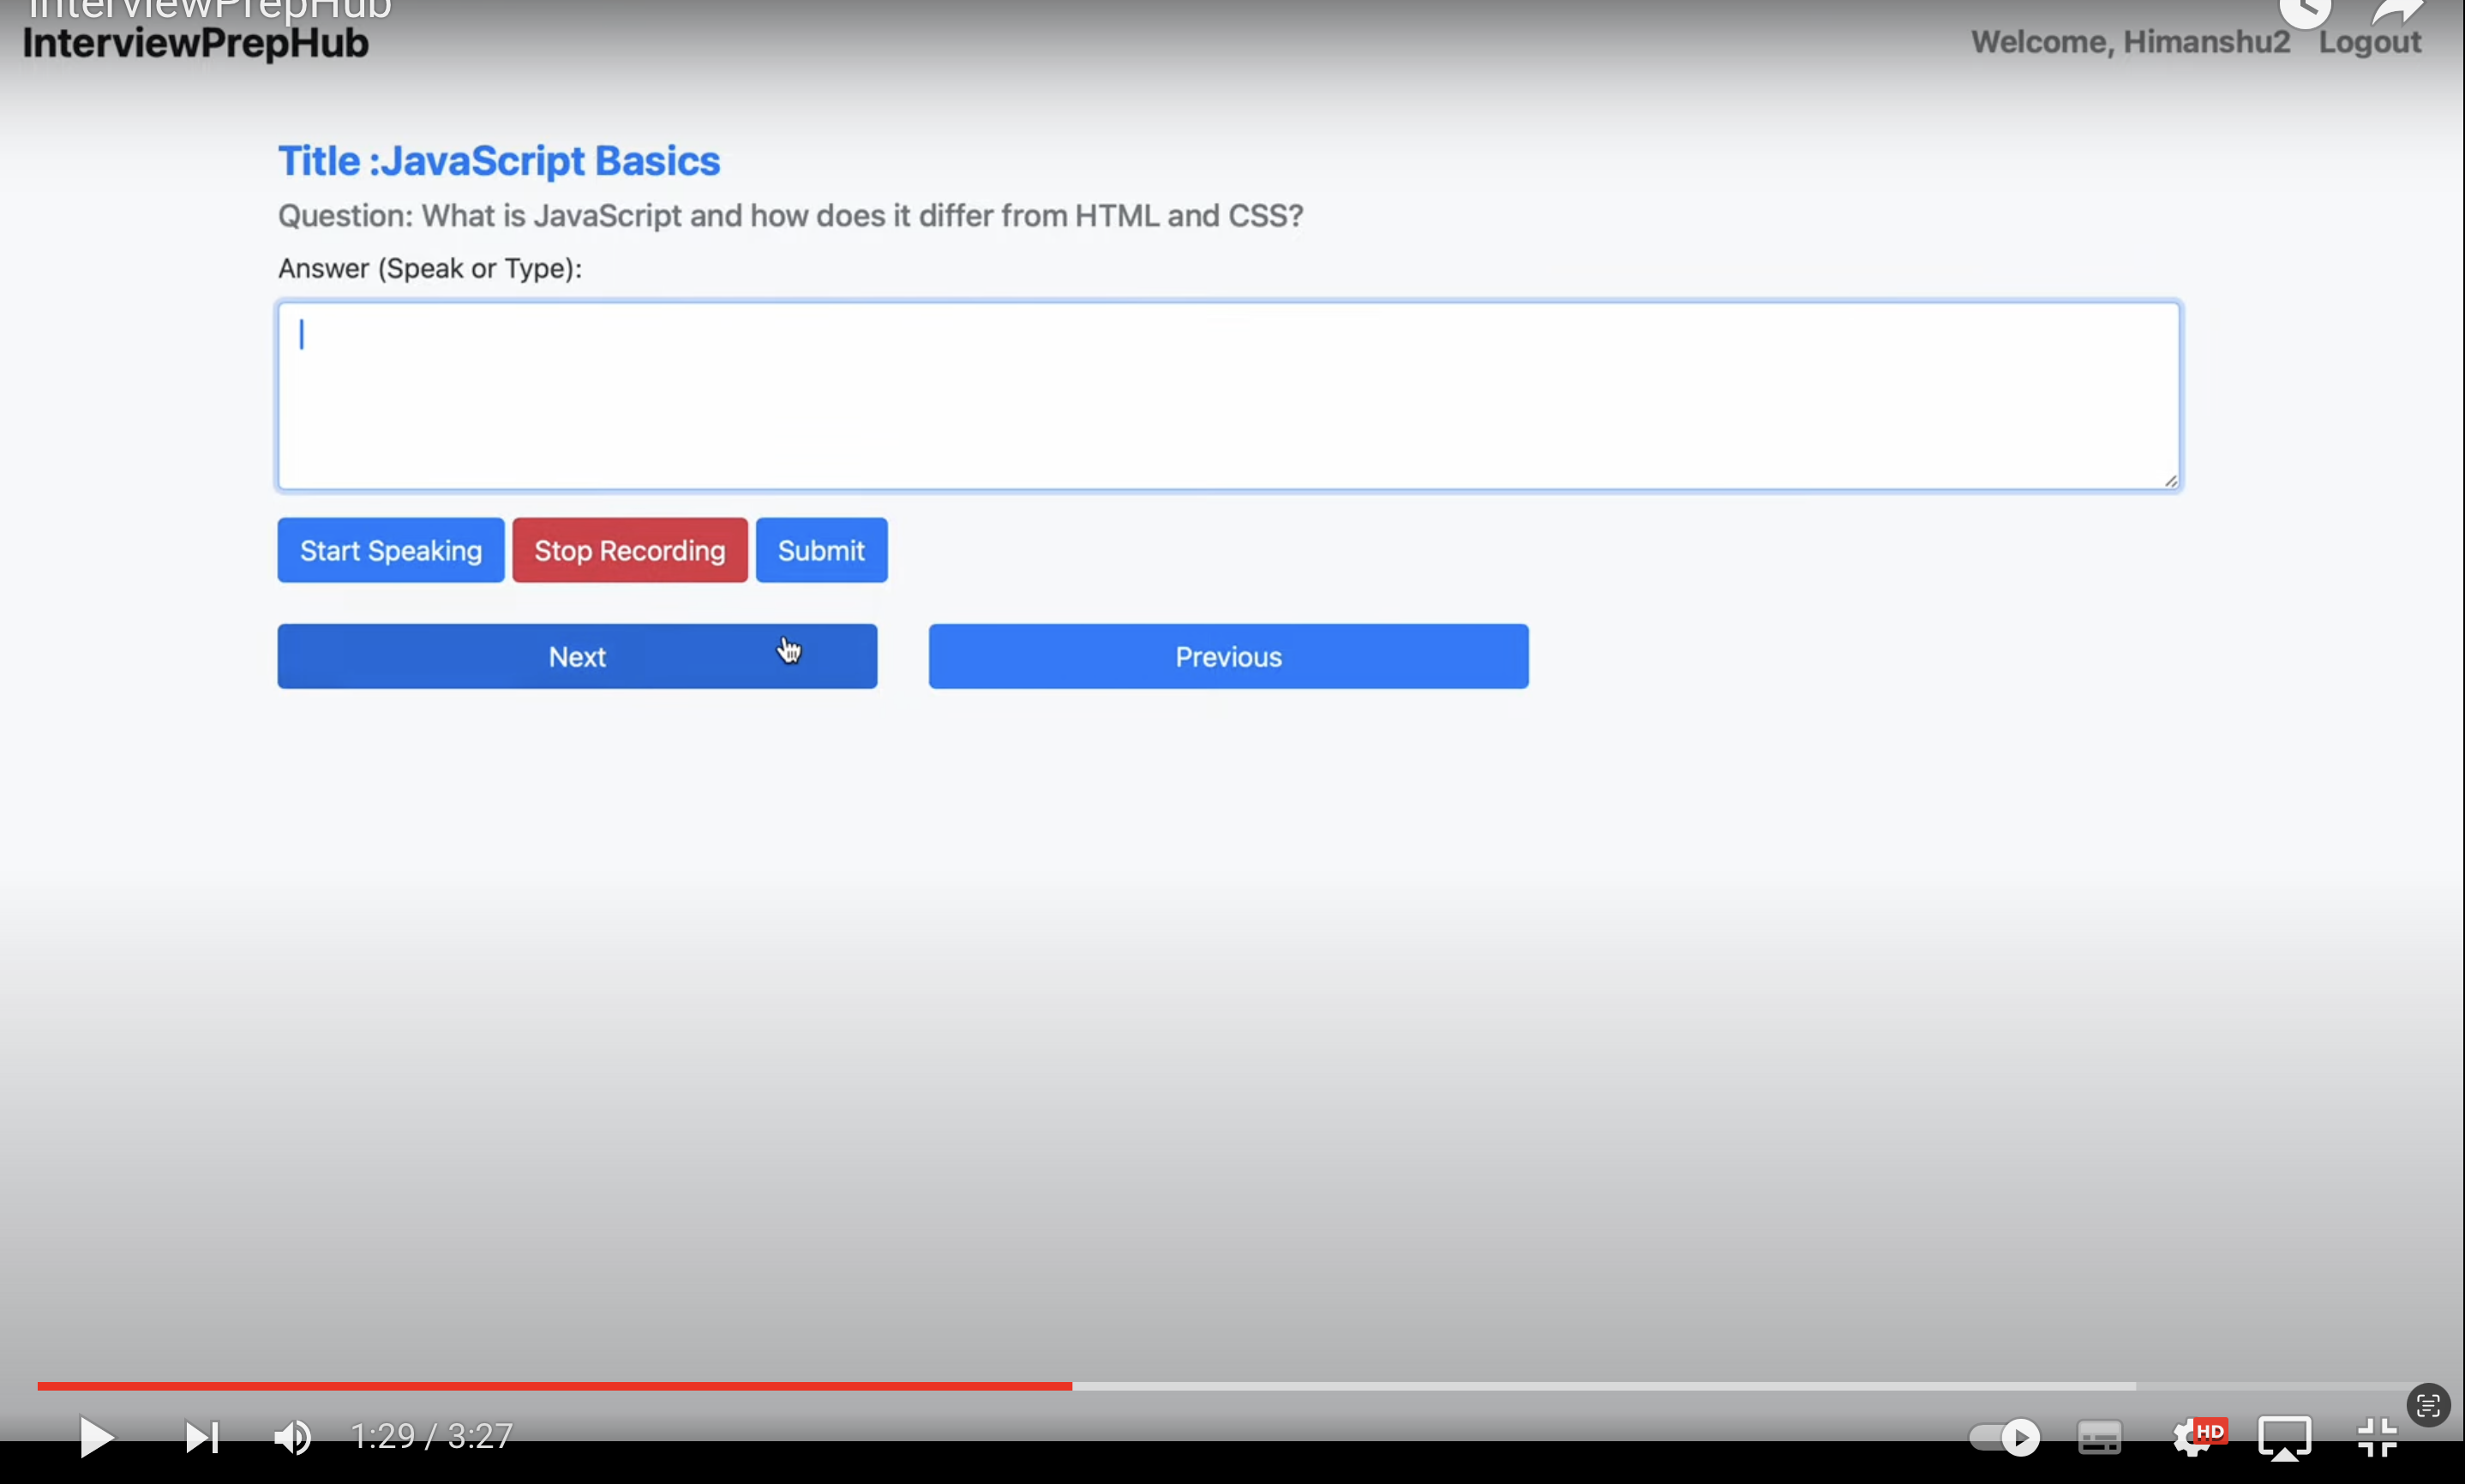 InterviewPrepHub
InterviewPrepHub
Welcome, Himanshu2 Logout
Title :JavaScript Basics
Question: What is JavaScript and how does it differ from HTML and CSS?
Answer (Speak or Type):
Start Speaking Stop Recording Submit
Next Previous
1:29 / 3:27
HD